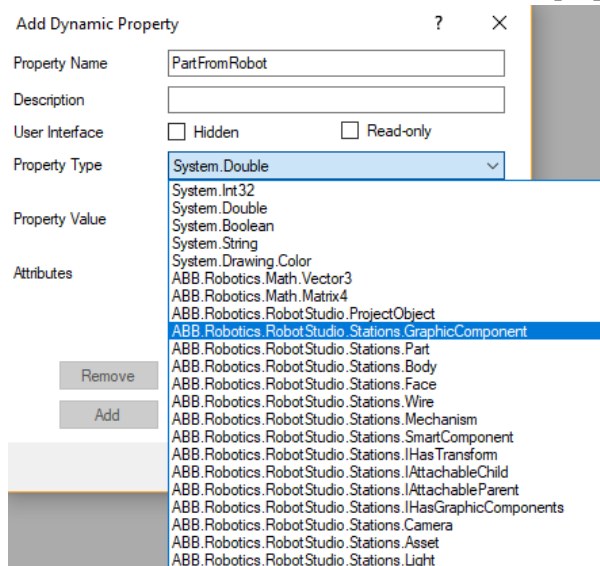 Add Dynamic Property ? ×
Property Name PartFromRobot
Description
User Interface Hidden Read-only
Property Type System.Double
System.Int32
System.Double
Property Value
System.Boolean
System.String
System.Drawing.Color
Attributes
ABB.Robotics.Math.Vector3
ABB.Robotics.Math.Matrix4
ABB.Robotics.RobotStudio.ProjectObject
ABB.Robotics.RobotStudio.Stations.GraphicComponent
ABB.Robotics.RobotStudio.Stations.Part
Remove
ABB.Robotics.RobotStudio.Stations.Body
ABB.Robotics.RobotStudio.Stations.Face
ABB.Robotics.RobotStudio.Stations.Wire
Add
ABB.Robotics.RobotStudio.Stations.Mechanism
ABB.Robotics.RobotStudio.Stations.SmartComponent
ABB.Robotics.RobotStudio.Stations.IHasTransform
ABB.Robotics.RobotStudio.Stations.IAttachableChild
ABB.Robotics.RobotStudio.Stations.IAttachableParent
ABB.Robotics.RobotStudio.Stations.IHasGraphicComponents
ABB.Robotics.RobotStudio.Stations.Camera
ABB.Robotics.RobotStudio.Stations.Asset
ABB.Robotics.RobotStudio.Stations.Light